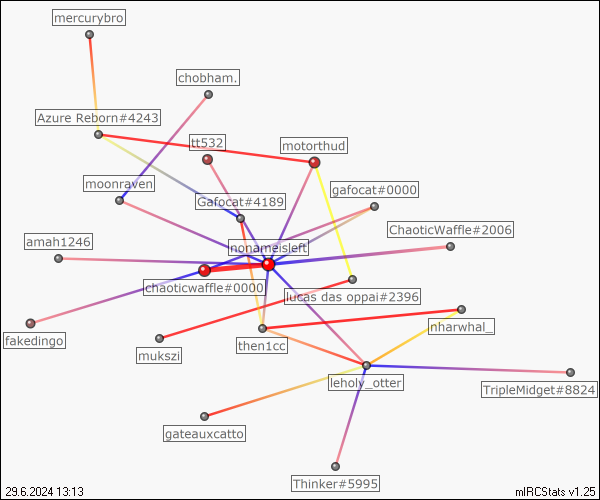 mercurybro
chobham.
Azure Reborn#4243
tt532
motorthud
moonraven
gafocat#0000
Gafocat#4189
ChaoticWaffle#2006
amah1246
nonameisleft
chaoticwaffle#0000
lucas das oppai#2396
nharwhal_
fakedingo
mukszi
then1cc
leholy_otter
TripleMidget#8824
gateauxcatto
Thinker#5995
29.6.2024 13:13
mIRCStats v1.25